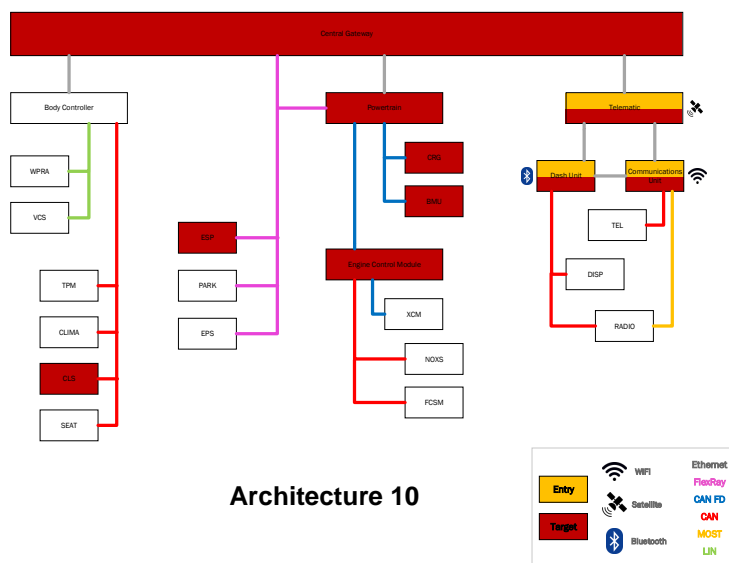 Central Gateway
Body Controller
Powertrain
Telematic
CRG
WPRA
Dash Unit
Communications
Unit
BMU
VCS
TEL
ESP
Engine Control Module
DISP
TPM
PARK
XCM
RADIO
CLIMA
EPS
NOXS
CLS
FCSM
SEAT
Architecture 10
WiFi
Ethernet
FlexRay
Entry
CAN FD
Satellite
CAN
Target
MOST
Bluetooth
LIN